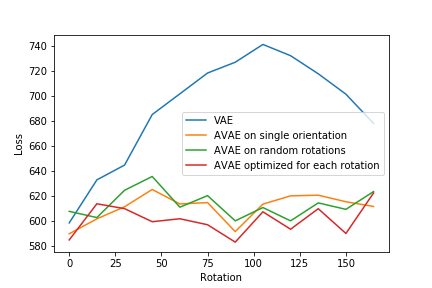 740
720
700
680
660
640
620
600
580
Loss
VAE
AVAE on single orientation
AVAE on random rotations
AVAE optimized for each rotation
0 25 50 75 100 125 150
Rotation